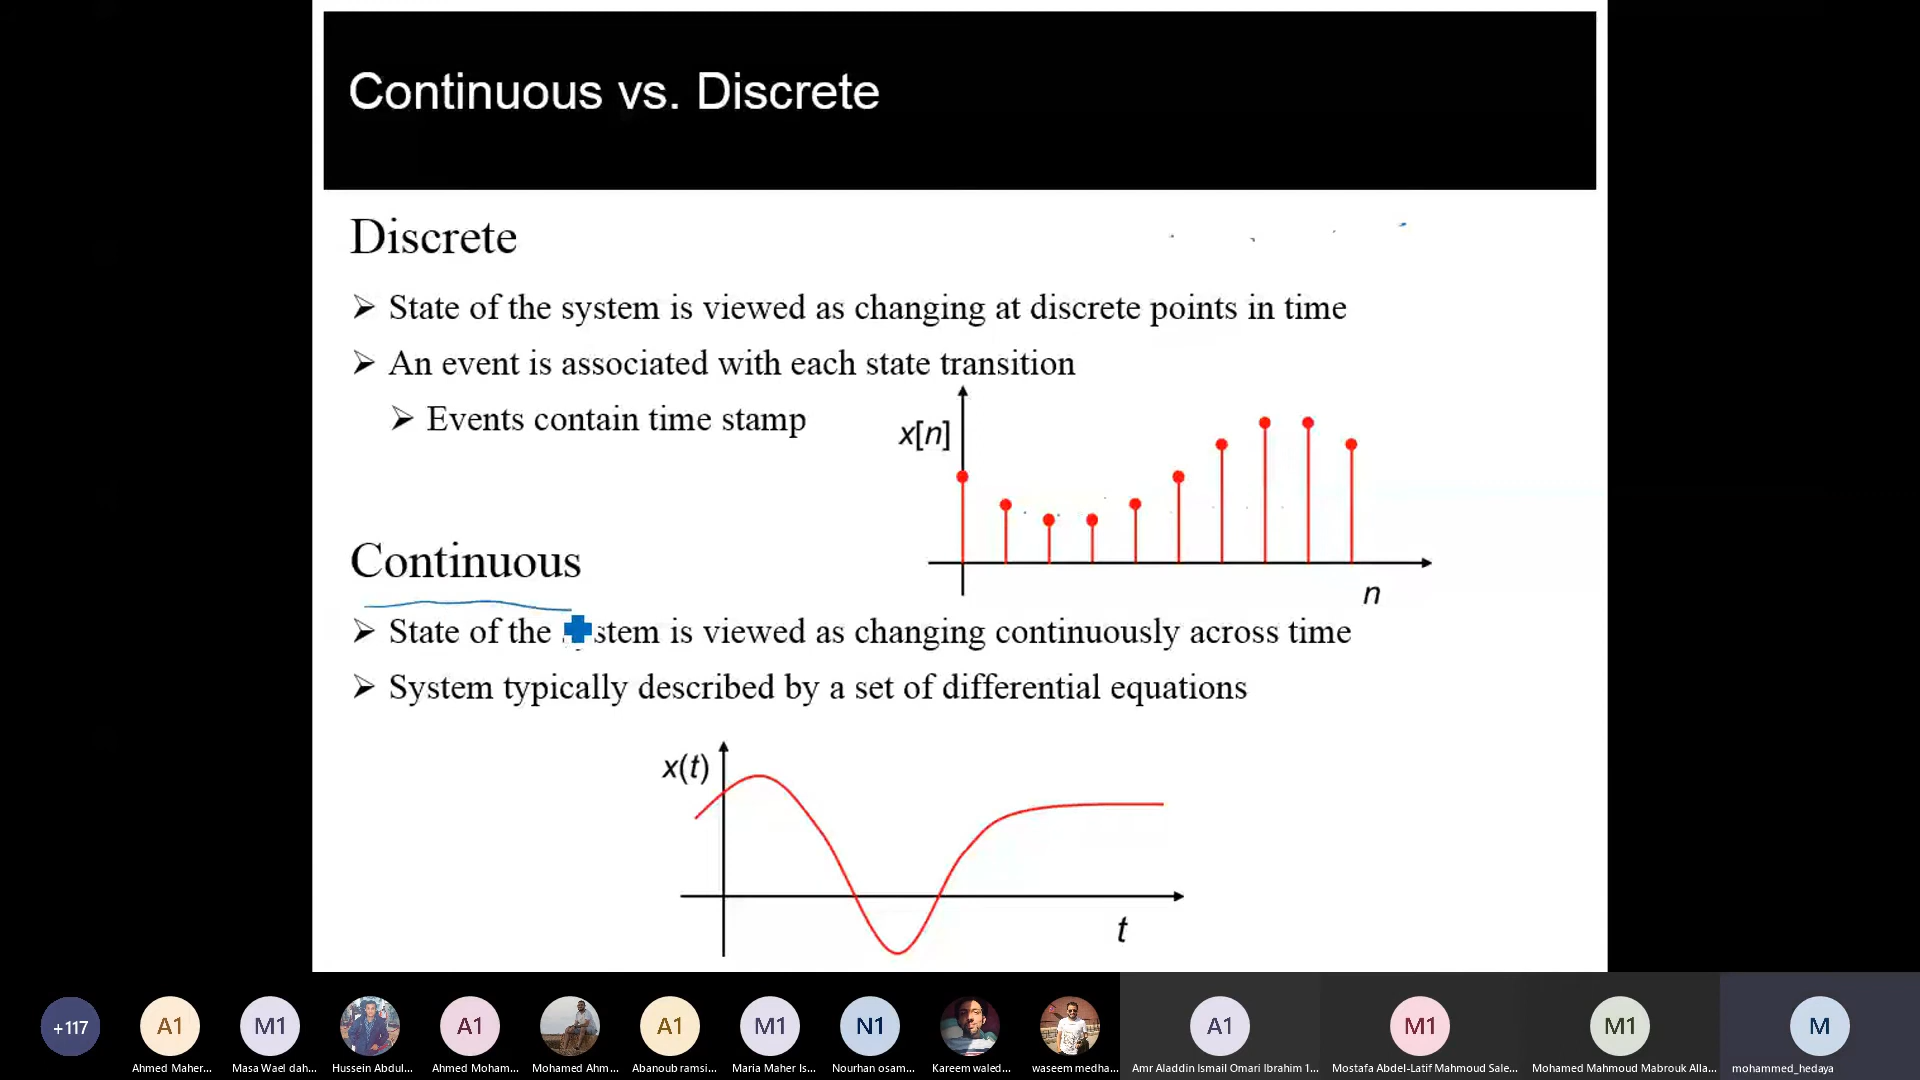 Continuous vs. Discrete
Discrete
➢ State of the system is viewed as changing at discrete points in time
➢ An event is associated with each state transition
➢ Events contain time stamp
x[n]
n
Continuous
➢ State of the stem is viewed as changing continuously across time
➢ System typically described by a set of differential equations
x(t)
t
+117 A1 M1 A1 A1 M1 N1 A1 M1 M1 M
Ahmed Maher... Masa Wael dah... Hussein Abdul... Ahmed Moham... Mohamed Ahm... Abanoub ramsi... Maria Maher Is... Nourhan osam... Kareem waled... waseem medha... Amr Aladdin Ismail Omari Ibrahim 1... Mostafa Abdel-Latif Mahmoud Sale... Mohamed Mahmoud Mabrouk Alla... mohammed_hedaya